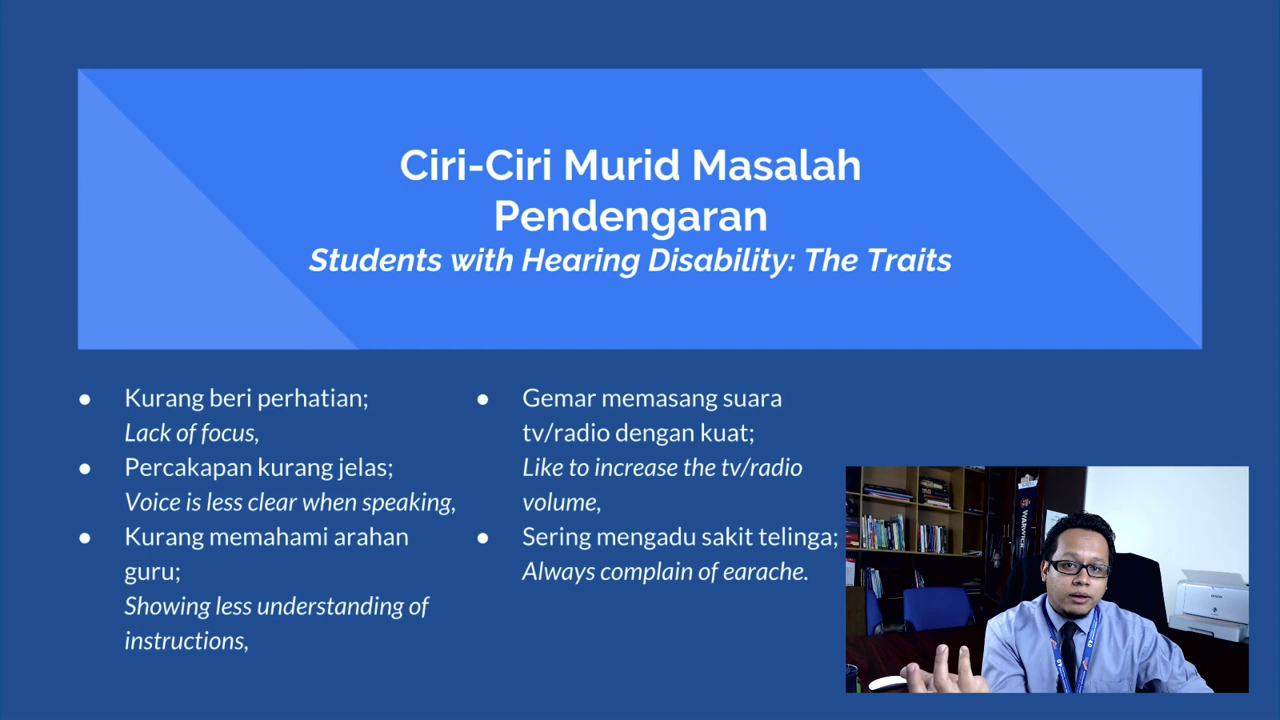 Ciri-Ciri Murid Masalah
Pendengaran
Students with Hearing Disability: The Traits
● Kurang beri perhatian;
Lack of focus,
● Percakapan kurang jelas;
Voice is less clear when speaking,
● Kurang memahami arahan
guru;
Showing less understanding of
instructions,
● Gemar memasang suara
tv/radio dengan kuat;
Like to increase the tv/radio
volume,
● Sering mengadu sakit telinga;
Always complain of earache.
WARWICK
EPSON